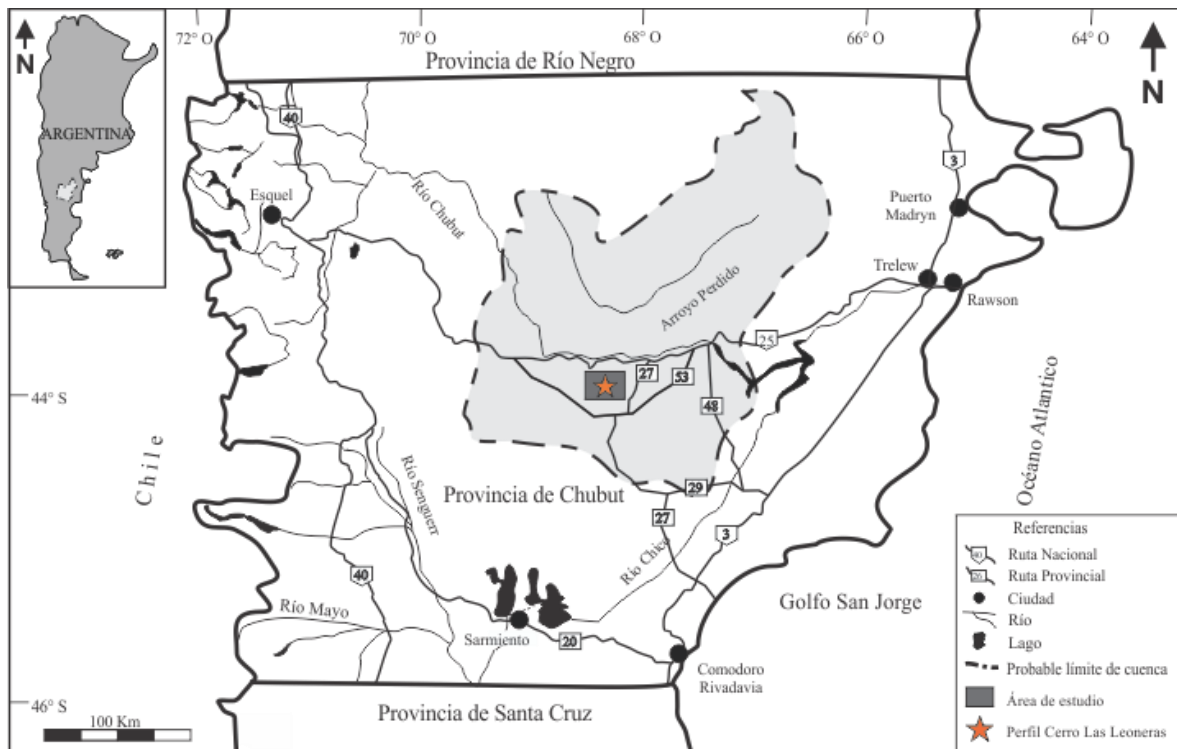 72° O
70° O
68° O
66° O
64° O
N
ARGENTINA
Provincia de Río Negro
N
40
3
Esquel
Río Chubut
Puerto
Madryn
Trelew
Rawson
Arroyo Perdido
25
27
53
48
44° S
Chile
Océano Atlantico
Río Senguerr
Provincia de Chubut
29
27
3
Río Chico
40
Golfo San Jorge
Río Mayo
Sarmiento
20
Comodoro
Rivadavia
46° S
100 Km
Provincia de Santa Cruz
Referencias
40 Ruta Nacional
26 Ruta Provincial
Ciudad
Río
Lago
Probable límite de cuenca
Área de estudio
Perfil Cerro Las Leoneras